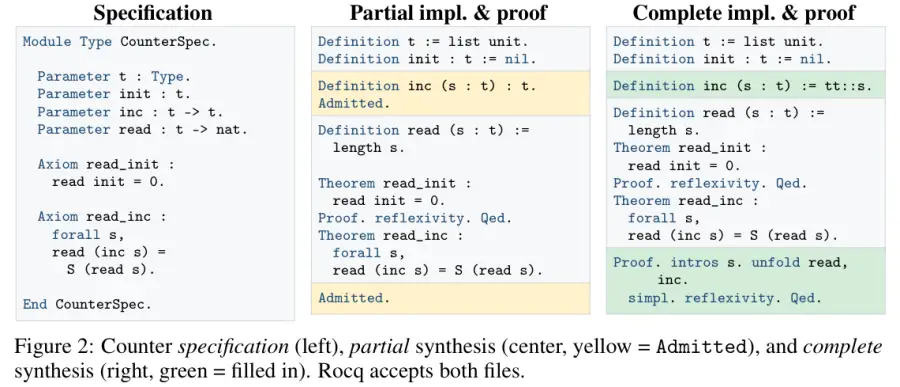 Specification
Module Type CounterSpec.
Parameter t : Type.
Parameter init : t.
Parameter inc : t -> t.
Parameter read : t -> nat.
Axiom read_init :
read init = 0.
Axiom read_inc :
forall s,
read (inc s) =
S (read s).
End CounterSpec.
Partial impl. & proof
Definition t := list unit.
Definition init : t := nil.
Definition inc (s : t) : t.
Admitted.
Definition read (s : t) :=
length s.
Theorem read_init :
read init = 0.
Proof. reflexivity. Qed.
Theorem read_inc :
forall s,
read (inc s) = S (read s).
Admitted.
Complete impl. & proof
Definition t := list unit.
Definition init : t := nil.
Definition inc (s : t) := tt::s.
Definition read (s : t) :=
length s.
Theorem read_init :
read init = 0.
Proof. reflexivity. Qed.
Theorem read_inc :
forall s,
read (inc s) = S (read s).
Proof. intros s. unfold read,
inc.
simpl. reflexivity. Qed.
Figure 2: Counter specification (left), partial synthesis (center, yellow = Admitted), and complete
synthesis (right, green = filled in). Rocq accepts both files.